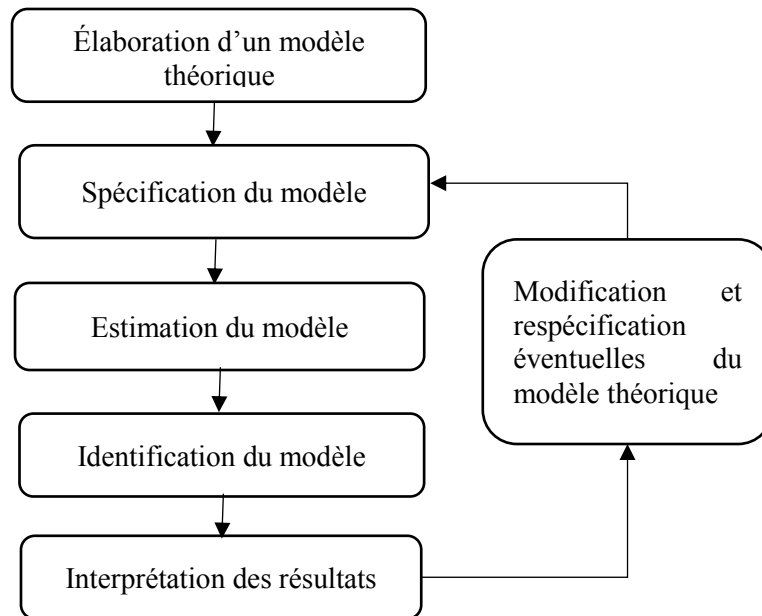 Élaboration d’un modèle
théorique
Spécification du modèle
Estimation du modèle
Identification du modèle
Interprétation des résultats
Modification et
respécification
éventuelles du
modèle théorique